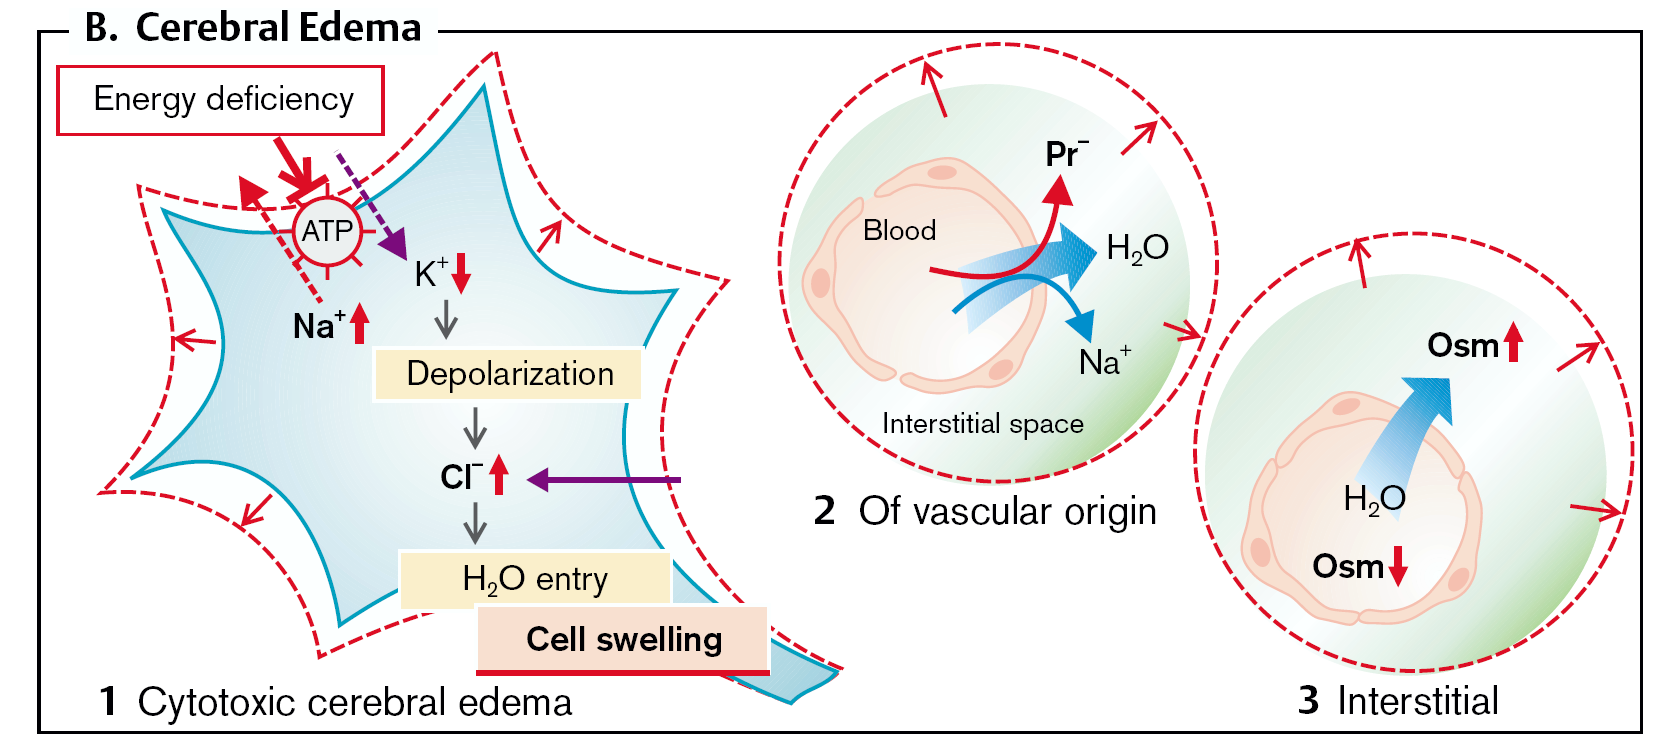 B. Cerebral Edema
Energy deficiency
ATP
K⁺
Na⁺
Depolarization
Cl⁻
H₂O entry
Cell swelling
1 Cytotoxic cerebral edema
Pr⁻
Blood
H₂O
Na⁺
Interstitial space
2 Of vascular origin
Osm
H₂O
Osm
3 Interstitial